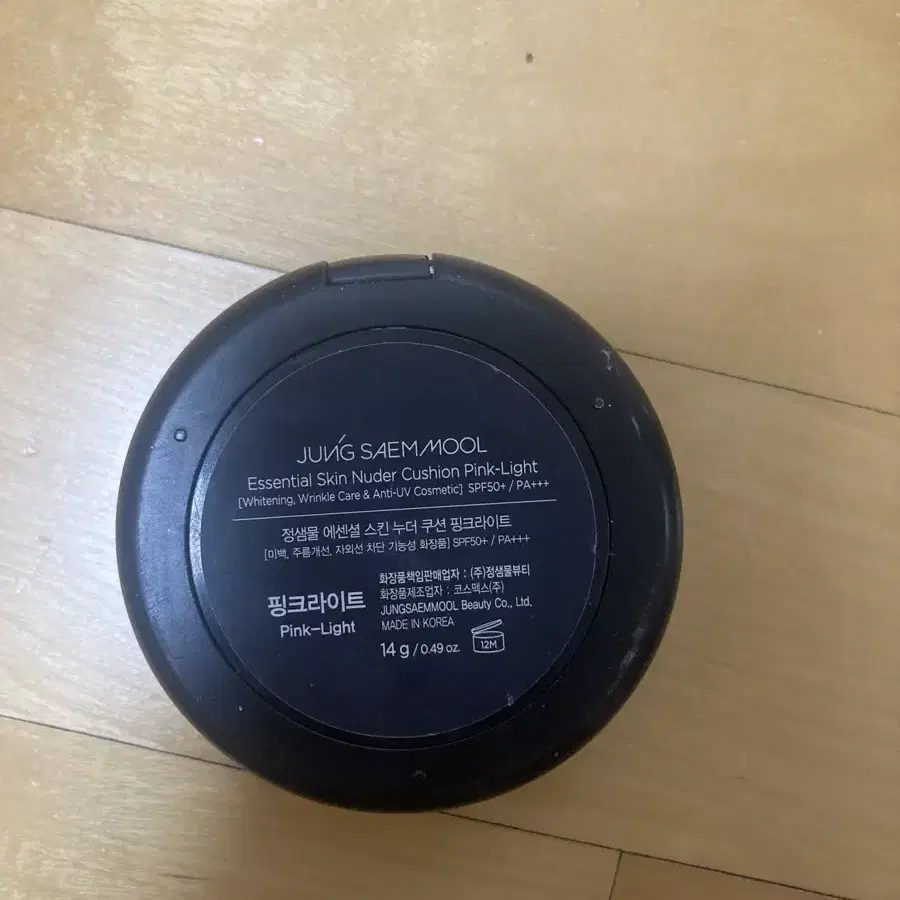 JUNG SAEMMOOL
Essential Skin Nuder Cushion Pink-Light
[Whitening, Wrinkle Care & Anti-UV Cosmetic] SPF50+ / PA+++
정샘물 에센셜 스킨 누더 쿠션 핑크라이트
[미백, 주름개선, 자외선 차단 기능성 화장품] SPF50+ / PA+++
핑크라이트
Pink-Light
화장품책임판매업자 : (주)정샘물뷰티
화장품제조업자 : 코스맥스(주)
JUNGSAEMMOOL Beauty Co., Ltd.
MADE IN KOREA
14 g / 0.49 oz.
12M